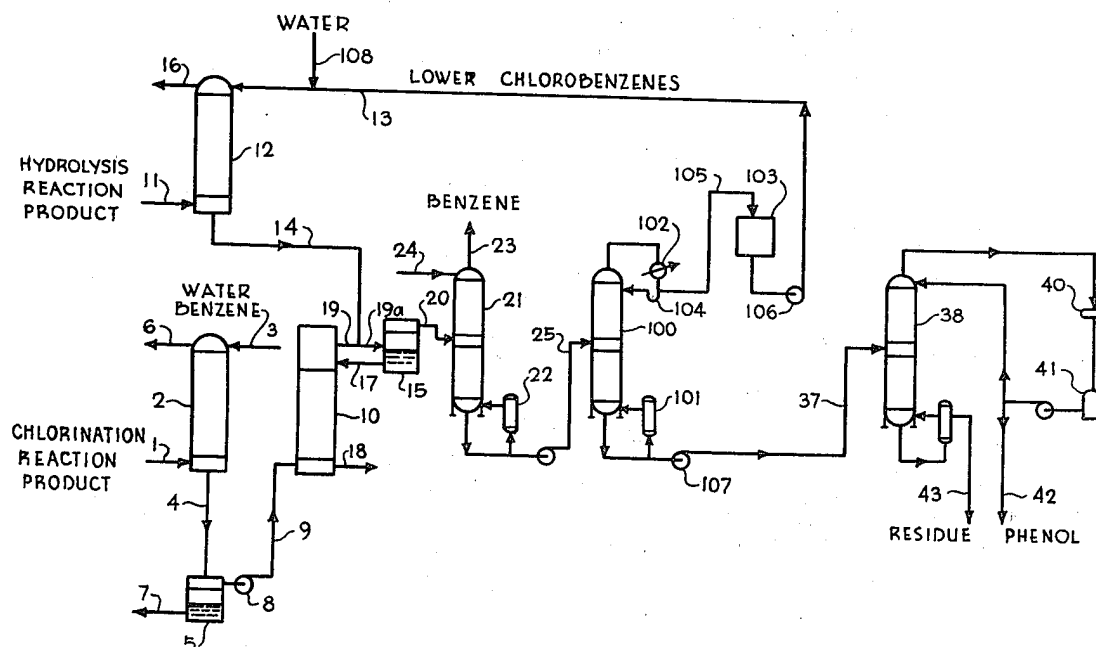 WATER
108
16
LOWER CHLOROBENZENES
13
12
HYDROLYSIS
REACTION
PRODUCT
11
105
103
BENZENE
102
14
24
23
WATER
BENZENE
19
19a
20
21
104
106
38
40
6
3
25
100
17
15
22
101
37
41
2
10
CHLORINATION
REACTION
PRODUCT
1
18
107
4
9
43
42
RESIDUE
PHENOL
7
8
5